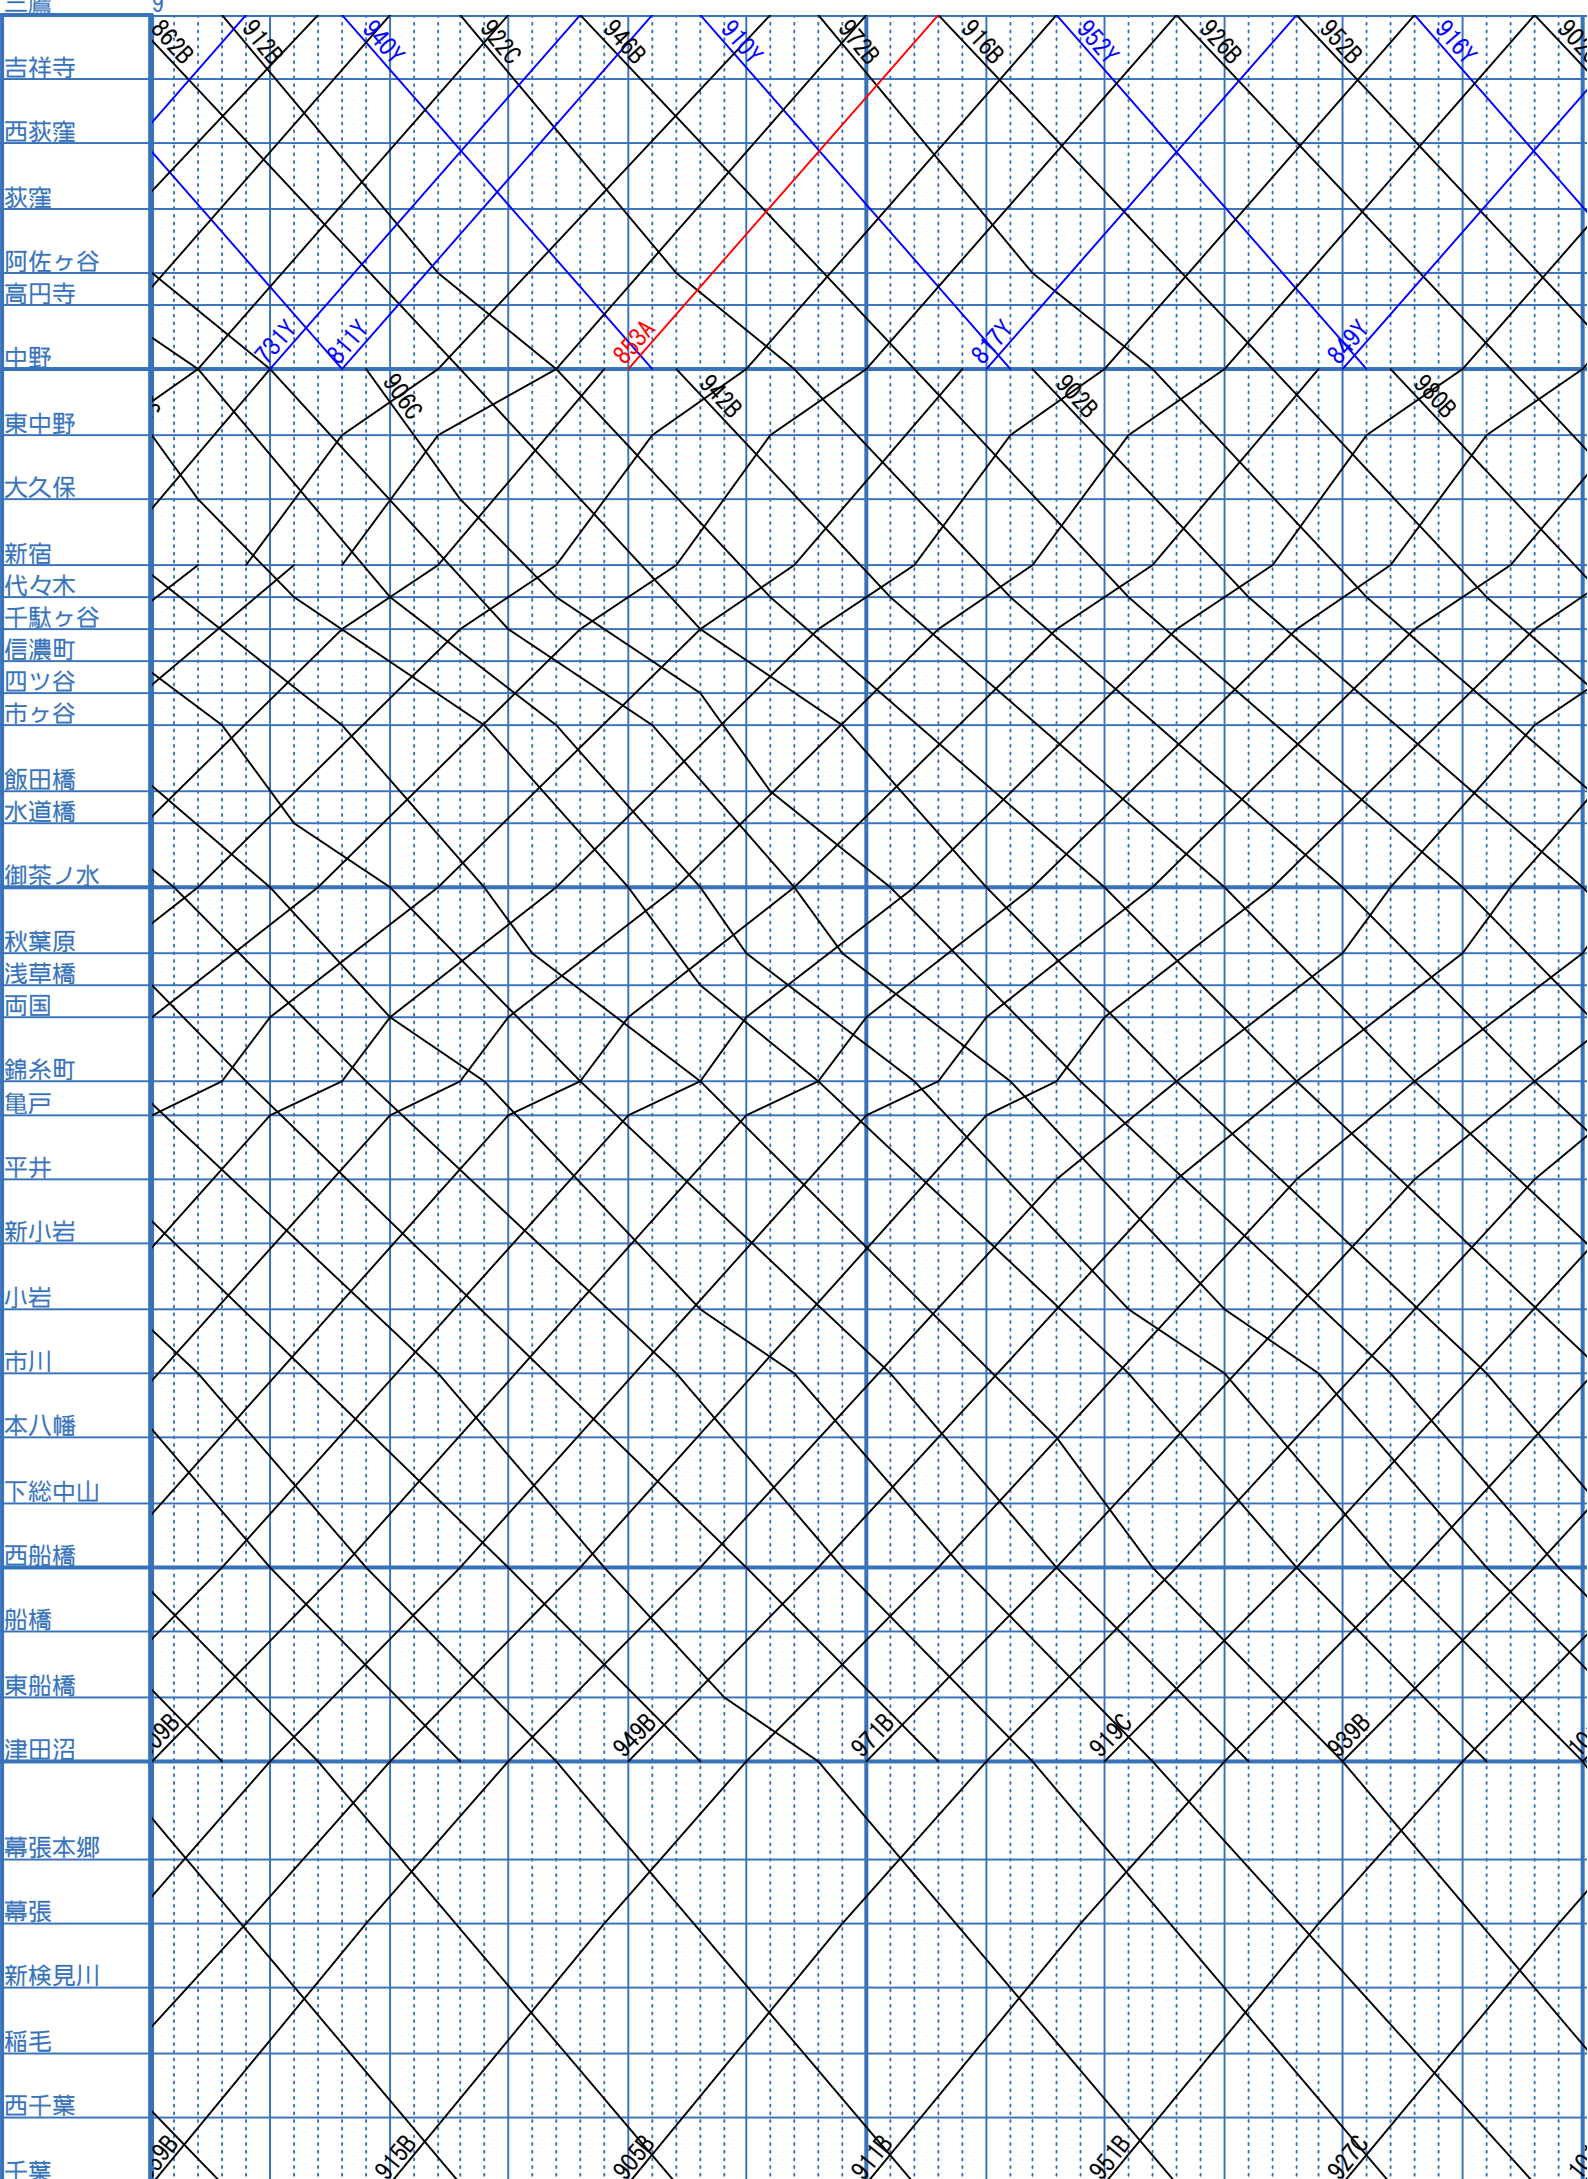 三鷹
9
862B
912B
940Y
922C
946B
910Y
972B
916B
952Y
926B
952B
916Y
吉祥寺
西荻窪
荻窪
阿佐ヶ谷
高円寺
中野
731Y
811Y
853A
817Y
849Y
906C
942B
902B
980B
東中野
大久保
新宿
代々木
千駄ヶ谷
信濃町
四ツ谷
市ヶ谷
飯田橋
水道橋
御茶ノ水
秋葉原
浅草橋
両国
錦糸町
亀戸
平井
新小岩
小岩
市川
本八幡
下総中山
西船橋
船橋
東船橋
津田沼
949B
971B
919C
939B
幕張本郷
幕張
新検見川
稲毛
西千葉
千葉
915B
905B
911B
951B
927C